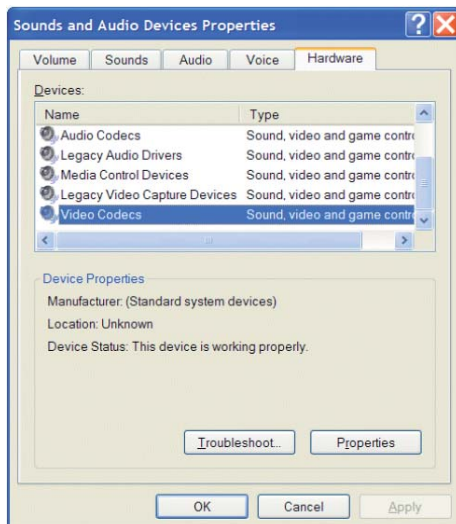 Sounds and Audio Devices Properties
Volume Sounds Audio Voice Hardware
Devices:
Name Type
Audio Codecs Sound, video and game contr
Legacy Audio Drivers Sound, video and game contr
Media Control Devices Sound, video and game contr
Legacy Video Capture Devices Sound, video and game contr
Video Codecs Sound, video and game contr
Device Properties
Manufacturer: (Standard system devices)
Location: Unknown
Device Status: This device is working properly.
Troubleshoot... Properties
OK Cancel Apply